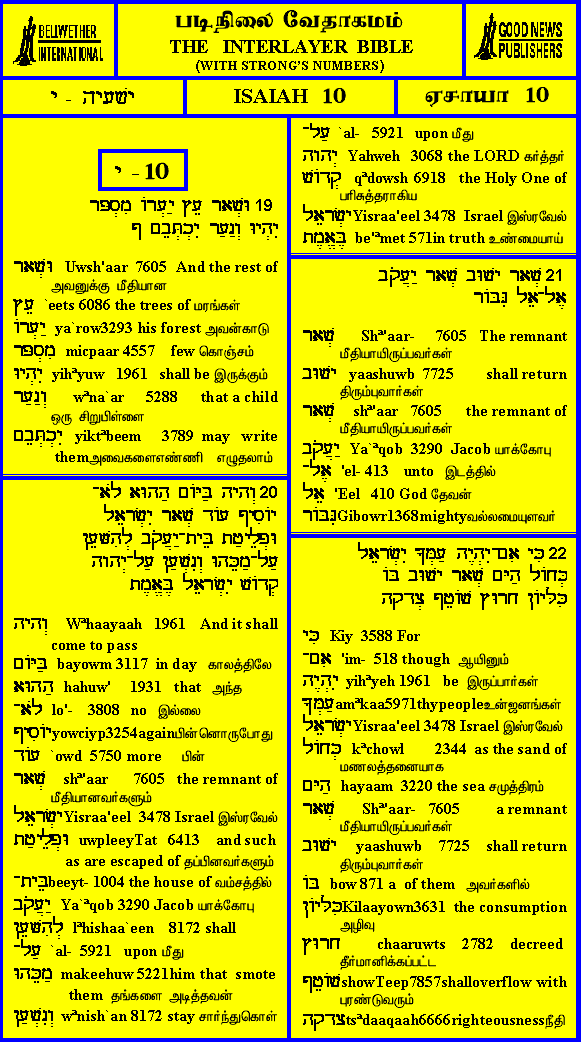 BELLWETHER
INTERNATIONAL
படிநிலை வேதாகமம்
THE INTERLAYER BIBLE
(WITH STRONG'S NUMBERS)
GOOD NEWS
PUBLISHERS
ישעיה - י
ISAIAH 10
ஏசாயா 10
10 - י
19 וּשְׁאָר עֵץ יַעְרוֹ מִסְפָּר
יִהְיוּ וְנַעַר יִכְתְּבֵם ף
וּשְׁאָר Uwsh'aar 7605 And the rest of
அவனுக்கு மீதியான
עֵץ `eets 6086 the trees of மரங்கள்
יַעְרוֹ ya`row3293 his forest அவன்காடு
מִסְפָּר micpaar 4557 few கொஞ்சம்
יִהְיוּ yihªyuw 1961 shall be இருக்கும்
וְנַעַר wªna`ar 5288 that a child
ஒரு சிறுபிள்ளை
יִכְתְּבֵם yiktªbeem 3789 may write
themஅவைகளைஎண்ணி எழுதலாம்
20 וְהָיָה בַּיּוֹם הַהוּא לֹא־
יוֹסִיף עוֹד שְׁאָר יִשְׂרָאֵל
וּפְלֵיטַת בֵּית־יַעֲקֹב לְהִשָּׁעֵן
עַל־מַכֵּהוּ וְנִשְׁעַן עַל־יְהוָה
קְדוֹשׁ יִשְׂרָאֵל בֶּאֱמֶת
וְהָיָה Wªhaayaah 1961 And it shall
come to pass
בַּיּוֹם bayowm 3117 in day காலத்திலே
הַהוּא hahuw' 1931 that அந்த
לֹא־ lo'- 3808 no இல்லை
יוֹסִיף yowciyp3254againபின்னொருபோது
עוֹד `owd 5750 more பின்
שְׁאָר shª'aar 7605 the remnant of
மீதியானவர்களும்
יִשְׂרָאֵל Yisraa'eel 3478 Israel இஸ்ரவேல்
וּפְלֵיטַת uwpleeyTat 6413 and such
as are escaped of தப்பினவர்களும்
בֵּית־ beeyt- 1004 the house of வம்சத்தில்
יַעֲקֹב Ya`ªqob 3290 Jacob யாக்கோபு
לְהִשָּׁעֵן lªhishaa`een 8172 shall
עַל־ `al- 5921 upon மீது
מַכֵּהוּ makeehuw 5221him that smote
them தங்களை அடித்தவன்
וְנִשְׁעַן wªnish`an 8172 stay சார்ந்துகொள்
עַל־ `al- 5921 upon மீது
יְהוָה Yahweh 3068 the LORD கர்த்தர்
קְדוֹשׁ qªdowsh 6918 the Holy One of
பரிசுத்தராகிய
יִשְׂרָאֵל Yisraa'eel 3478 Israel இஸ்ரவேல்
בֶּאֱמֶת be'ªmet 571in truth உண்மையாய்
21 שְׁאָר יָשׁוּב שְׁאָר יַעֲקֹב
אֶל־אֵל גִּבּוֹר
שְׁאָר Shª'aar- 7605 The remnant
மீதியாயிருப்பவர்கள்
יָשׁוּב yaashuwb 7725 shall return
திரும்புவார்கள்
שְׁאָר shª'aar 7605 the remnant of
மீதியாயிருப்பவர்கள்
יַעֲקֹב Ya`ªqob 3290 Jacob யாக்கோபு
אֶל־ 'el- 413 unto இடத்தில்
אֵל 'Eel 410 God தேவன்
גִּבּוֹר Gibowr1368mightyவல்லமையுளவர்
22 כִּי אִם־יִהְיֶה עַמְּךָ יִשְׂרָאֵל
כְּחוֹל הַיָּם שְׁאָר יָשׁוּב בּוֹ
כִּלָּיוֹן חָרוּץ שׁוֹטֵף צְדָקָה
כִּי Kiy 3588 For
אִם־ 'im- 518 though ஆயினும்
יִהְיֶה yihªyeh 1961 be இருப்பார்கள்
עַמְּךָ amªkaa5971thypeopleஉன்ஜனங்கள்
יִשְׂרָאֵל Yisraa'eel 3478 Israel இஸ்ரவேல்
כְּחוֹל kªchowl 2344 as the sand of
மணலத்தனையாக
הַיָּם hayaam 3220 the sea சமுத்திரம்
שְׁאָר Shª'aar- 7605 a remnant
மீதியாயிருப்பவர்கள்
יָשׁוּב yaashuwb 7725 shall return
திரும்புவார்கள்
בּוֹ bow 871 a of them அவர்களில்
כִּלָּיוֹן Kilaayown3631 the consumption
அழிவு
חָרוּץ chaaruwts 2782 decreed
தீர்மானிக்கப்பட்ட
שׁוֹטֵף showTeep7857shalloverflow with
புரண்டுவரும்
צְדָקָה tsªdaaqaah6666righteousnessநீதி